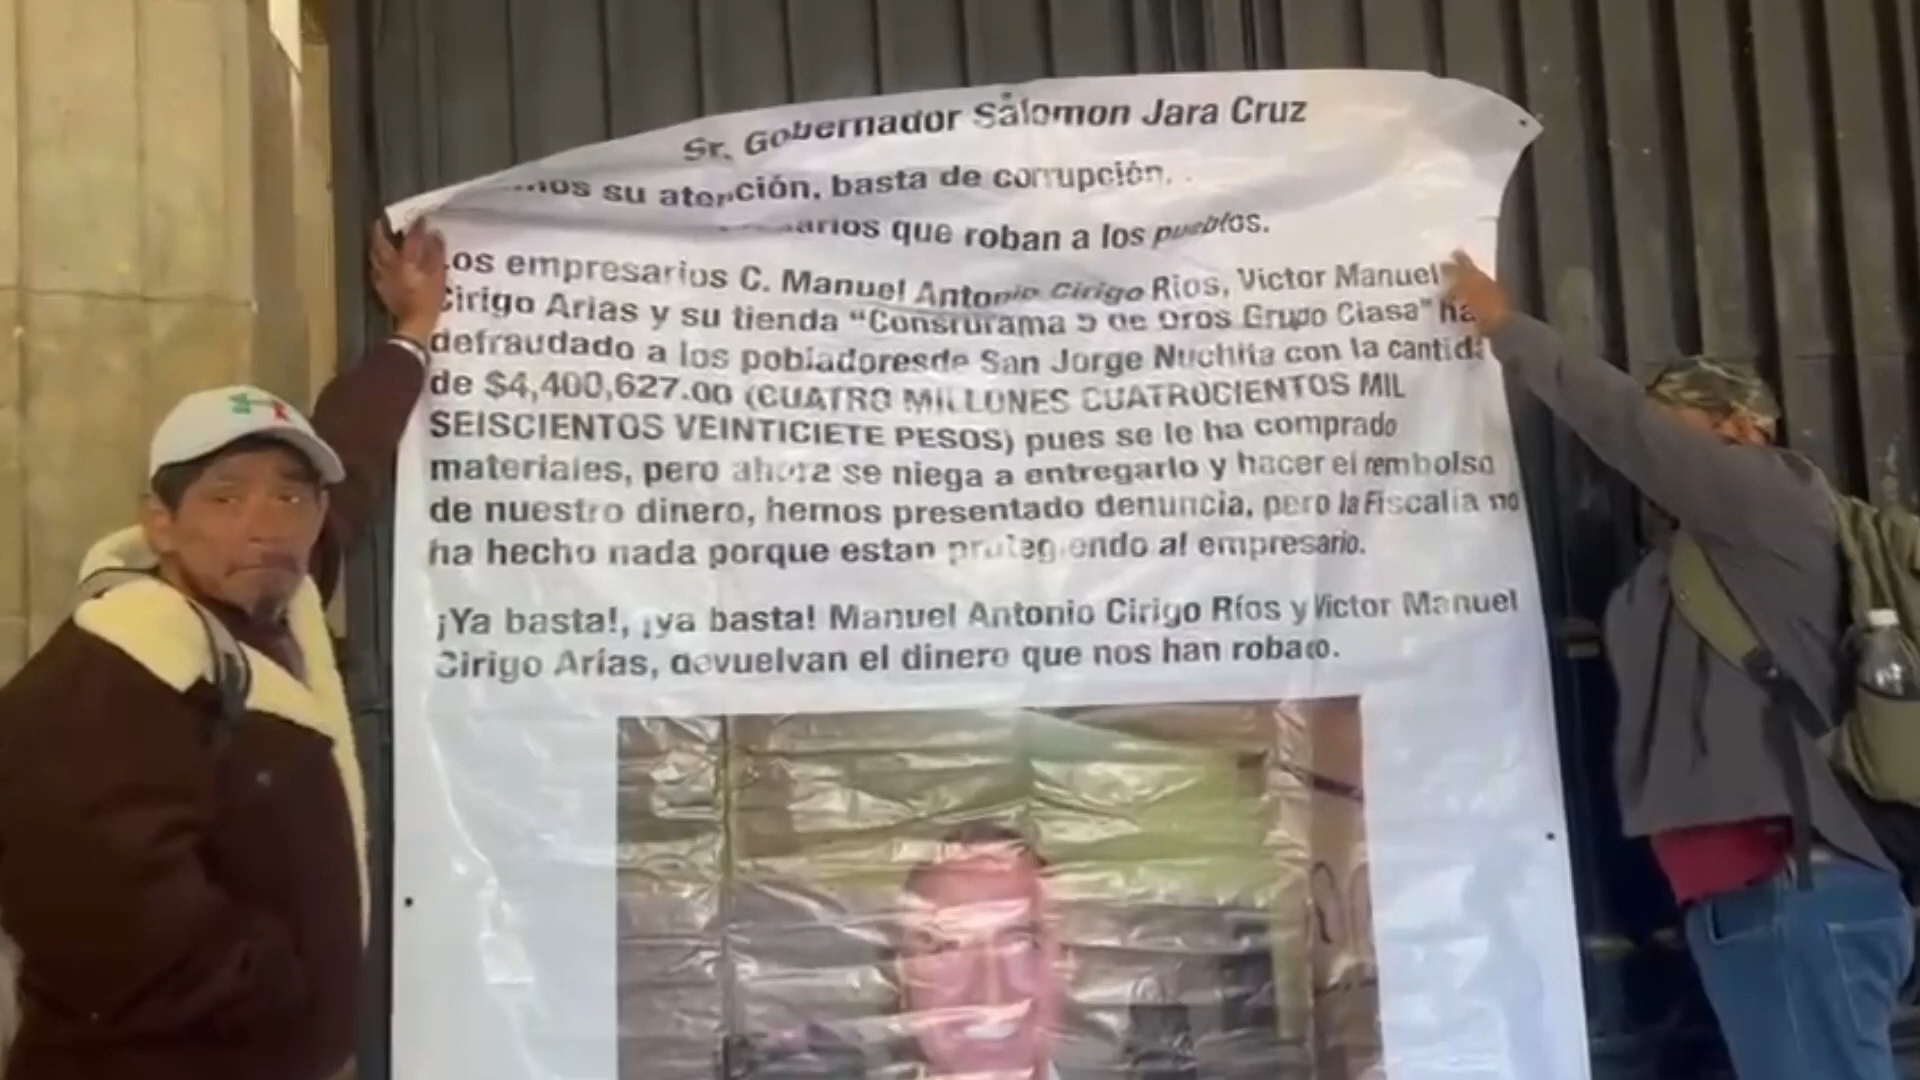 Sr. Gobernador Salomon Jara Cruz
su atención, basta de corrupción.
que roban a los pueblos.
Los empresarios C. Manuel Antonio Cirigo Rios, Victor Manuel
Cirigo Arias y su tienda "Construrama 5 de Oros Grupo Ciasa" ha
defraudado a los pobladoresde San Jorge Nuchita con la cantida
de $4,400,627.00 (CUATRO MILLONES CUATROCIENTOS MIL
SEISCIENTOS VEINTICIETE PESOS) pues se le ha comprado
materiales, pero ahora se niega a entregarlo y hacer el rembolso
de nuestro dinero, hemos presentado denuncia, pero la Fiscalia no
ha hecho nada porque estan protegiendo al empresario.
¡Ya basta!, ¡ya basta! Manuel Antonio Cirigo Ríos y Victor Manuel
Cirigo Arías, devuelvan el dinero que nos han robado.